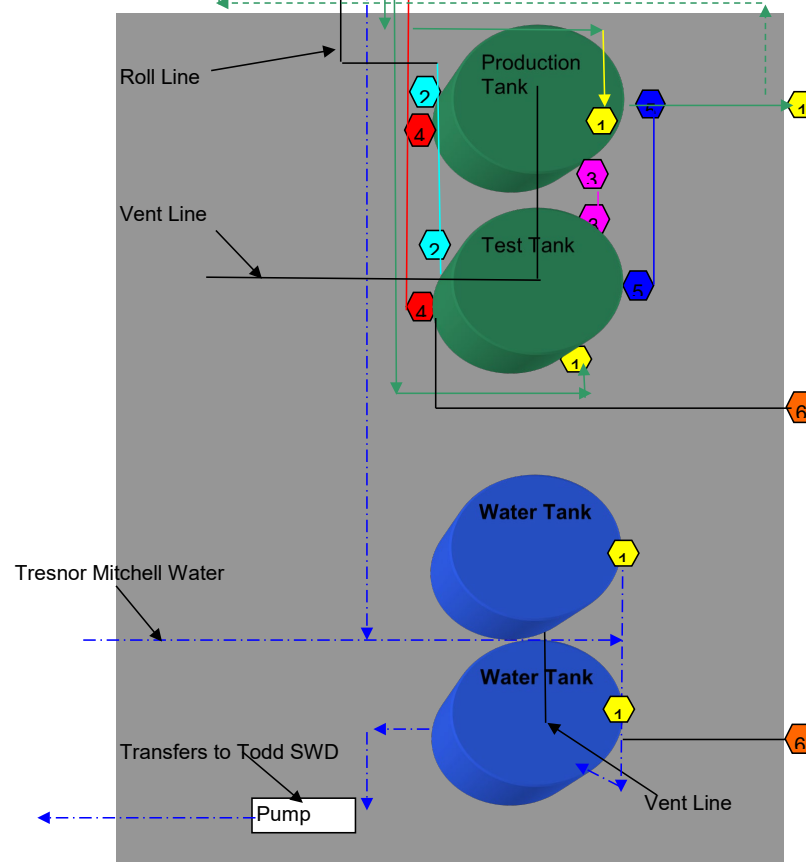 Production
Tank
Roll Line
2
5
1
4
1
3
Vent Line
3
Test Tank
2
5
4
1
6
Water Tank
1
Tresnor Mitchell Water
Water Tank
1
6
Transfers to Todd SWD
Vent Line
Pump